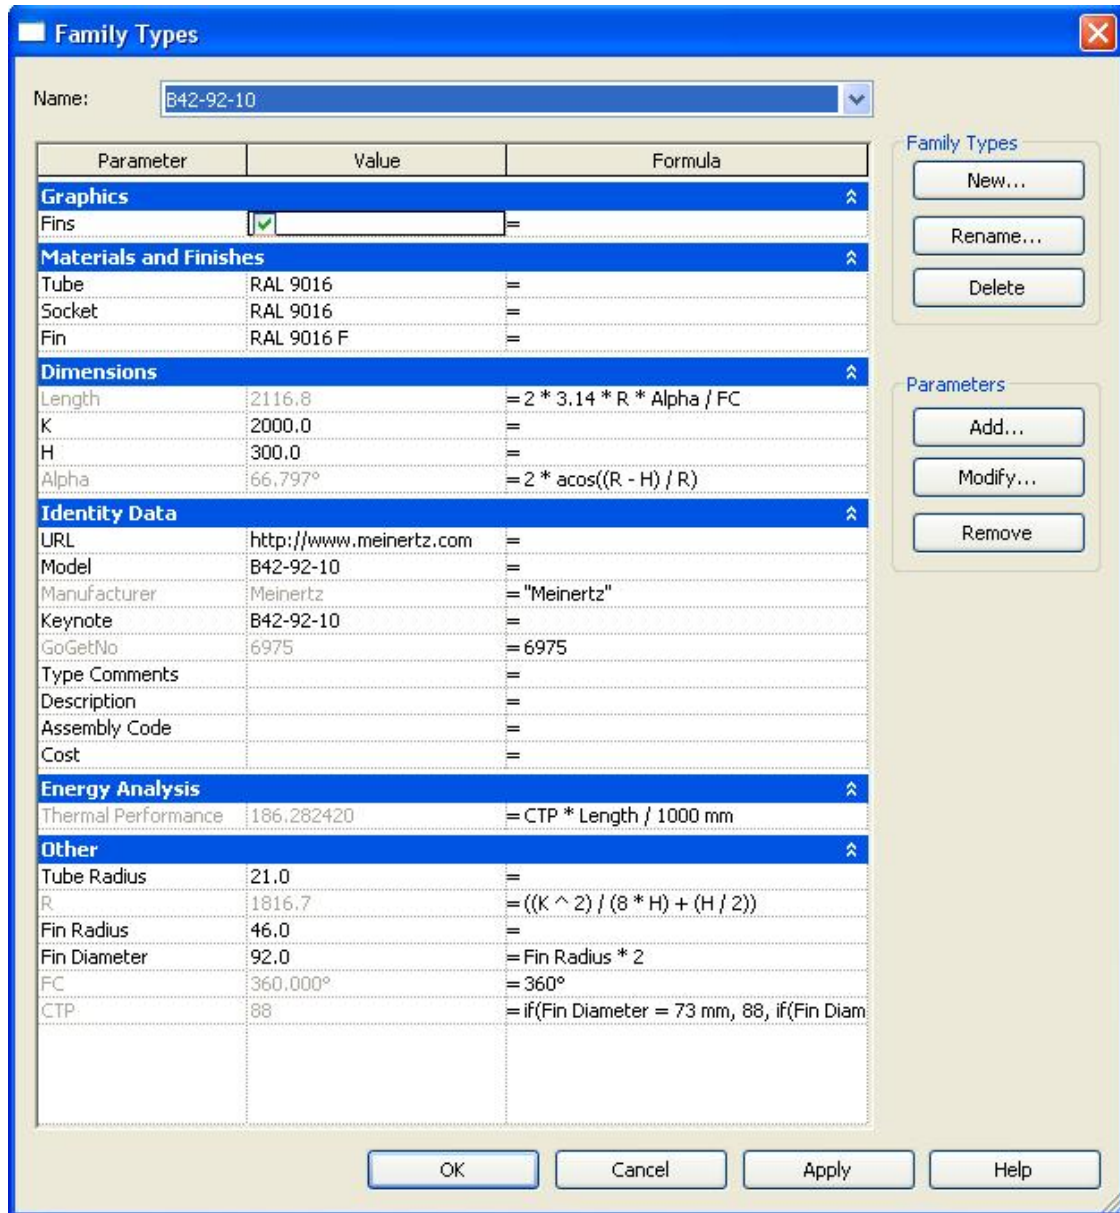 Family Types
Name: B42-92-10
Parameter Value Formula
Graphics
Fins =
Materials and Finishes
Tube RAL 9016 =
Socket RAL 9016 =
Fin RAL 9016 F =
Dimensions
Length 2116.8 = 2 * 3.14 * R * Alpha / FC
K 2000.0 =
H 300.0 =
Alpha 66.797° = 2 * acos((R - H) / R)
Identity Data
URL http://www.meinertz.com =
Model B42-92-10 =
Manufacturer Meinertz = "Meinertz"
Keynote B42-92-10 =
GoGetNo 6975 = 6975
Type Comments =
Description =
Assembly Code =
Cost =
Energy Analysis
Thermal Performance 186.282420 = CTP * Length / 1000 mm
Other
Tube Radius 21.0 =
R 1816.7 = ((K ^ 2) / (8 * H) + (H / 2))
Fin Radius 46.0 =
Fin Diameter 92.0 = Fin Radius * 2
FC 360.000° = 360°
CTP 88 = if(Fin Diameter = 73 mm, 88, if(Fin Diam
Family Types
New...
Rename...
Delete
Parameters
Add...
Modify...
Remove
OK Cancel Apply Help